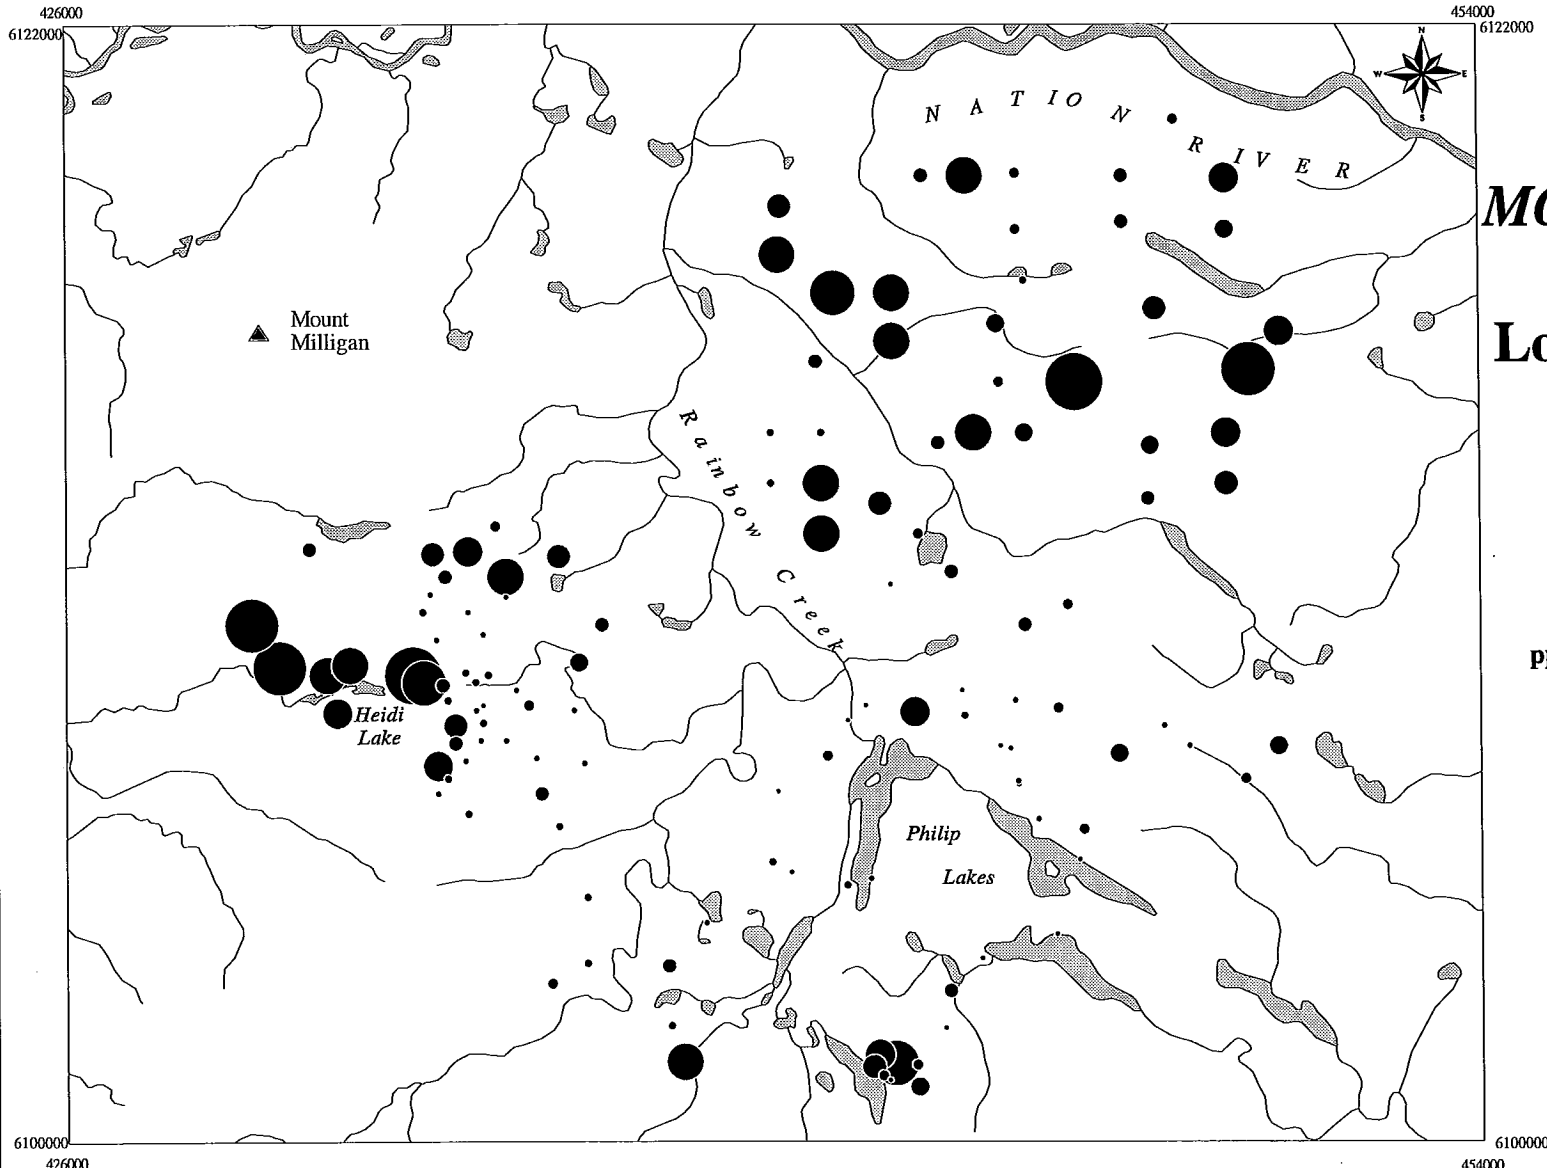 426000
454000
6122000
6122000
N
W E
S
NATION RIVER
MO
Mount
Milligan
Lo
Rainbow Creek
Heidi
Lake
Philip
Lakes
6100000
6100000
426000
454000